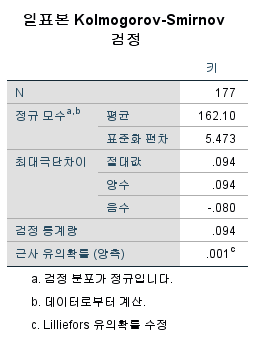 일표본 Kolmogorov-Smirnov
검정
키
N 177
정규 모수a,b 평균 162.10
표준화 편차 5.473
최대극단차이 절대값 .094
양수 .094
음수 -.080
검정 통계량 .094
근사 유의확률 (양측) .001c
a. 검정 분포가 정규입니다.
b. 데이터로부터 계산.
c. Lilliefors 유의확률 수정